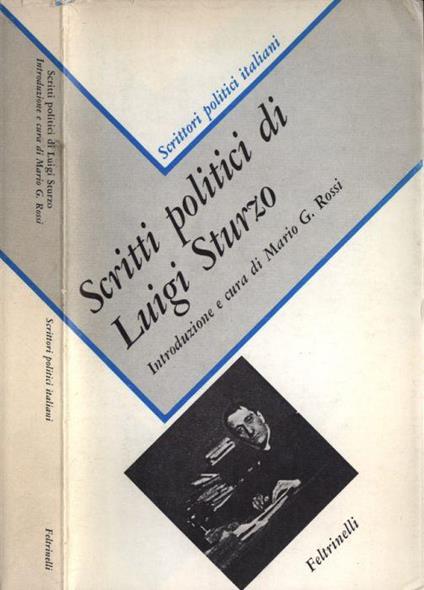 Scritti politici di Luigi Sturzo
Introduzione e cura di Mario G. Rossi
Scrittori politici italiani
Feltrinelli
Scrittori politici italiani
Scritti politici di
Luigi Sturzo
Introduzione e cura di Mario G. Rossi
Feltrinelli